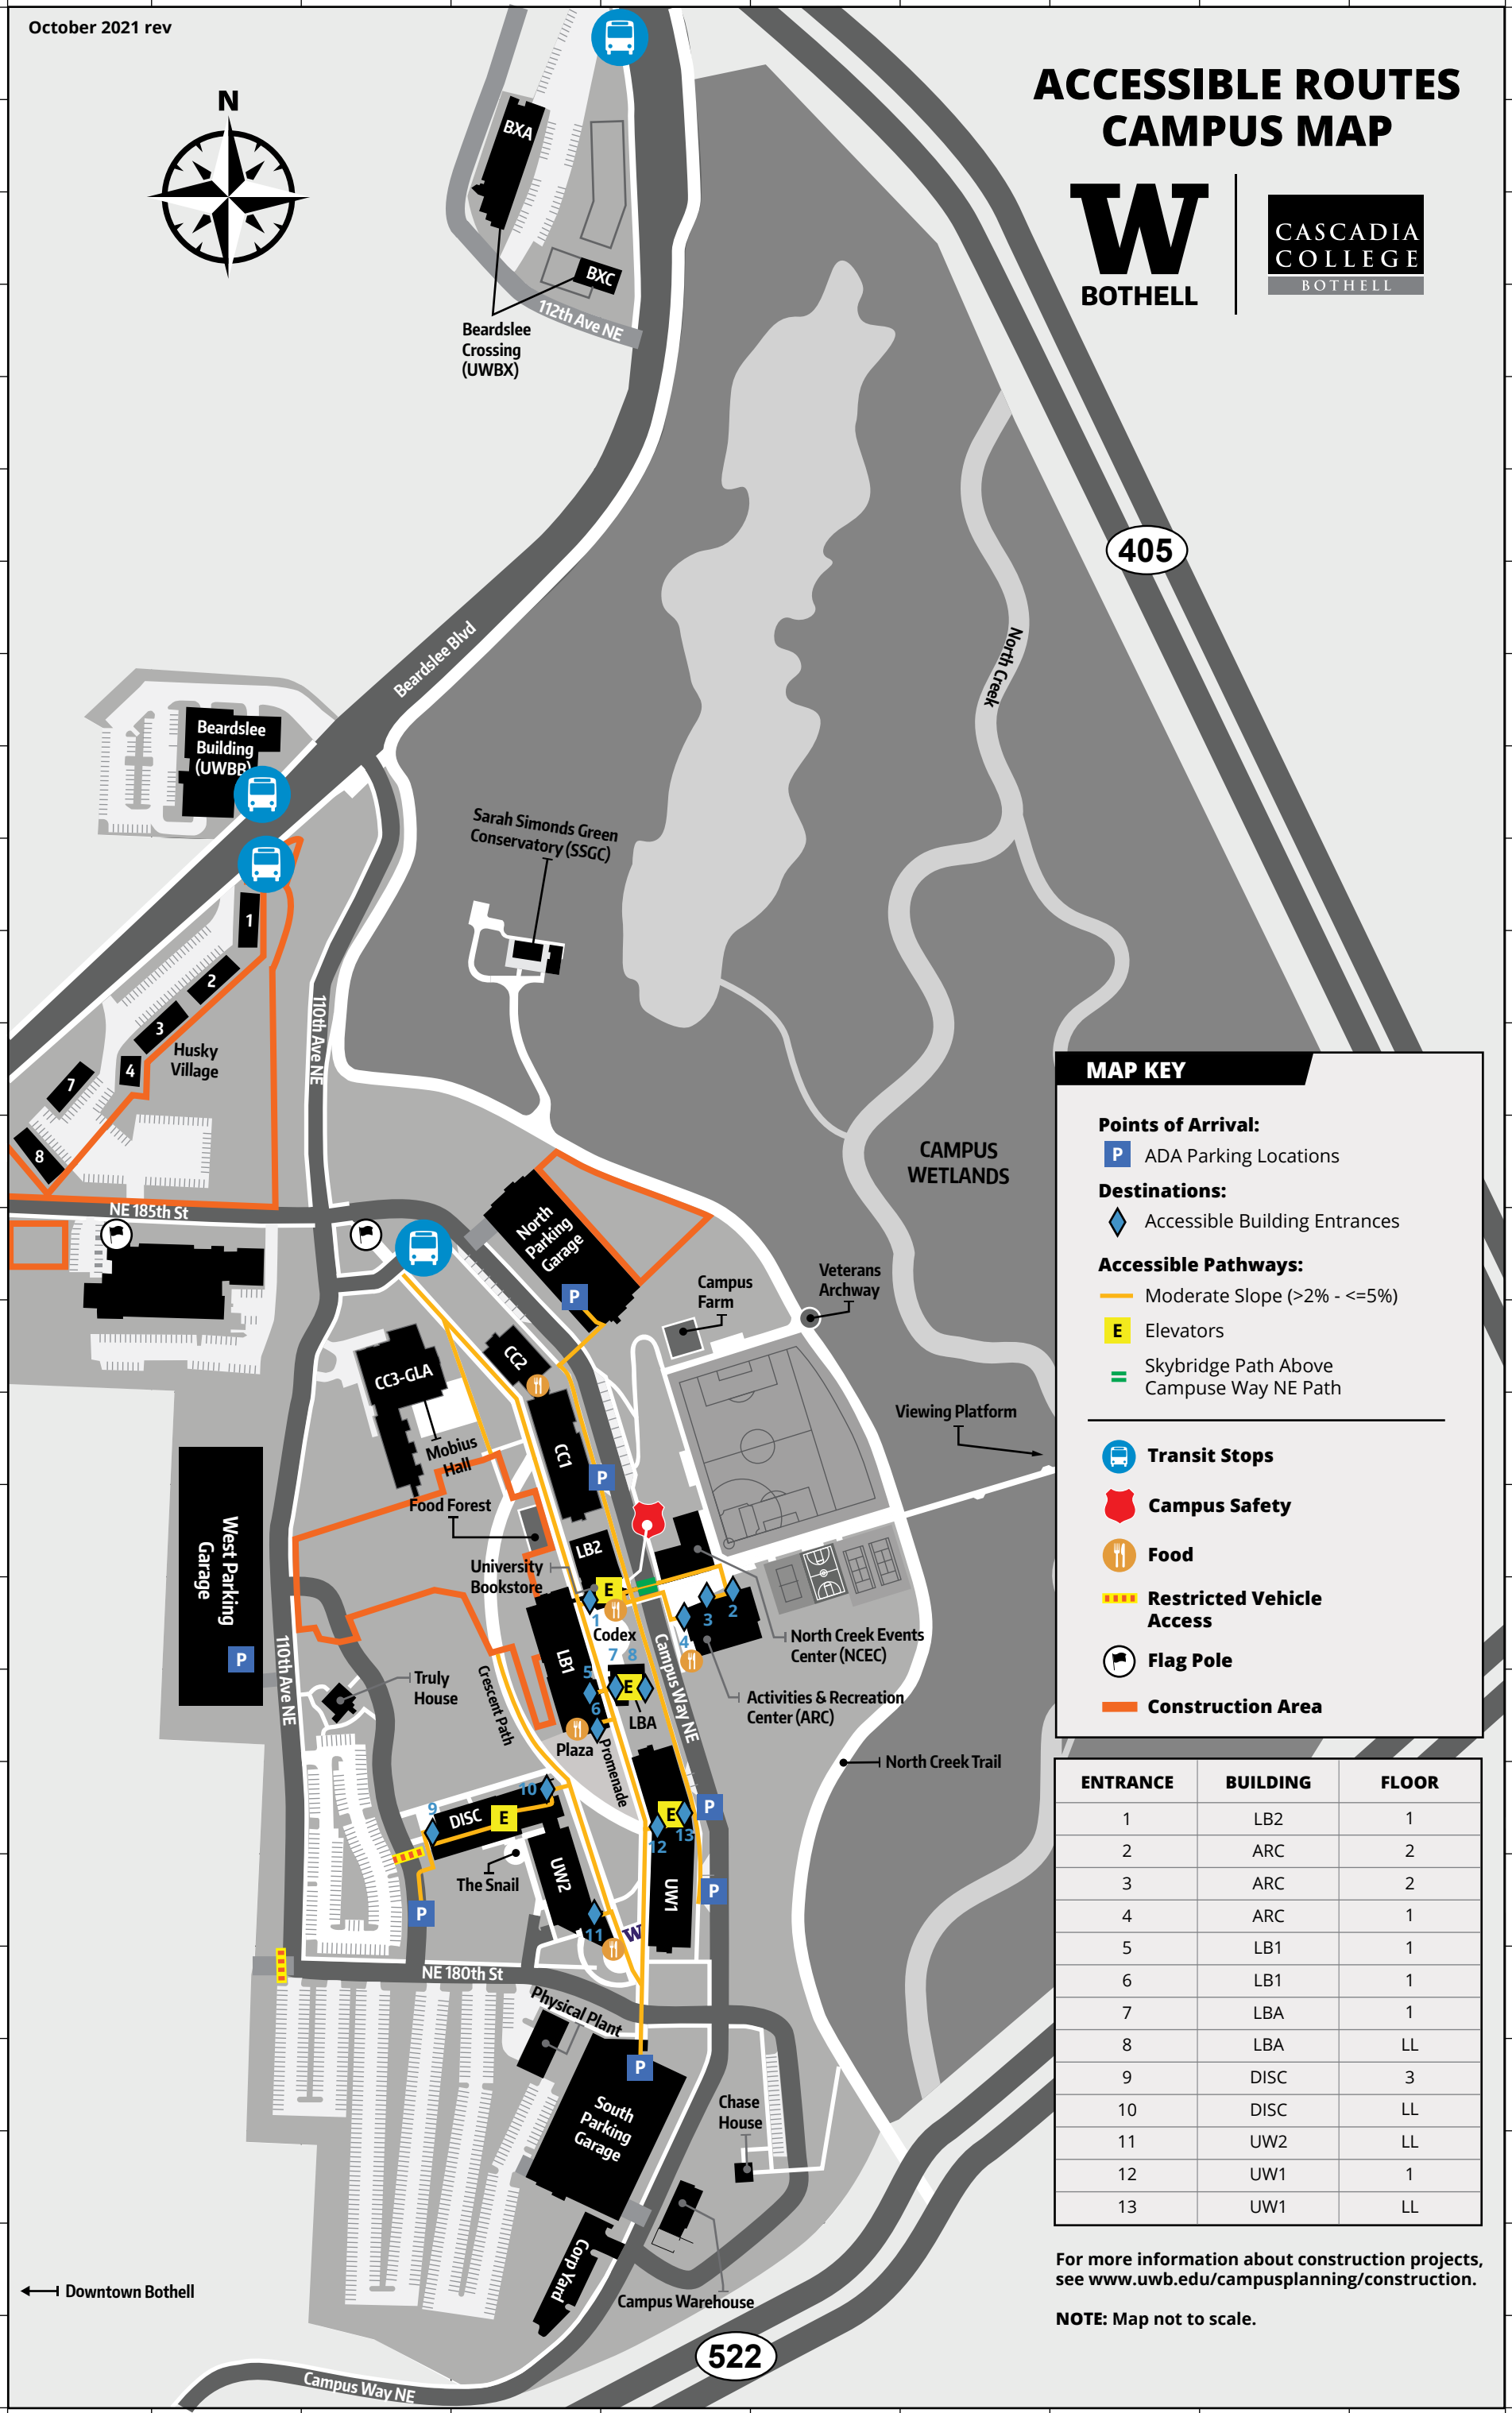 October 2021 rev
N
ACCESSIBLE ROUTES
CAMPUS MAP
W
BOTHELL
CASCADIA
COLLEGE
BOTHELL
BXA
BXC
112th Ave NE
Beardslee
Crossing
(UWBX)
405
North Creek
Beardslee Blvd
Beardslee
Building
(UWBB)
Sarah Simonds Green
Conservatory (SSGC)
1
2
3
4
7
8
Husky
Village
110th Ave NE
NE 185th St
CAMPUS
WETLANDS
North
Parking
Garage
P
Campus
Farm
Veterans
Archway
CC2
CC3-GLA
Mobius
Hall
CC1
P
Viewing Platform
Food Forest
LB2
University
Bookstore
E
1
Codex
2
3
4
North Creek Events
Center (NCEC)
Activities & Recreation
Center (ARC)
West Parking
Garage
P
110th Ave NE
Truly
House
Crescent Path
LB1
5
6
7
8
E
LBA
Campus Way NE
Plaza
Promenade
North Creek Trail
9
10
DISC
E
The Snail
UW2
11
W
E
12
13
UW1
P
P
P
NE 180th St
Physical Plant
P
South
Parking
Garage
Chase
House
Corp Yard
Campus Warehouse
Downtown Bothell
522
Campus Way NE
MAP KEY
Points of Arrival:
P ADA Parking Locations
Destinations:
Accessible Building Entrances
Accessible Pathways:
Moderate Slope (>2% - <=5%)
E Elevators
Skybridge Path Above
Campuse Way NE Path
Transit Stops
Campus Safety
Food
Restricted Vehicle
Access
Flag Pole
Construction Area
ENTRANCE BUILDING FLOOR
1 LB2 1
2 ARC 2
3 ARC 2
4 ARC 1
5 LB1 1
6 LB1 1
7 LBA 1
8 LBA LL
9 DISC 3
10 DISC LL
11 UW2 LL
12 UW1 1
13 UW1 LL
For more information about construction projects,
see www.uwb.edu/campusplanning/construction.
NOTE: Map not to scale.